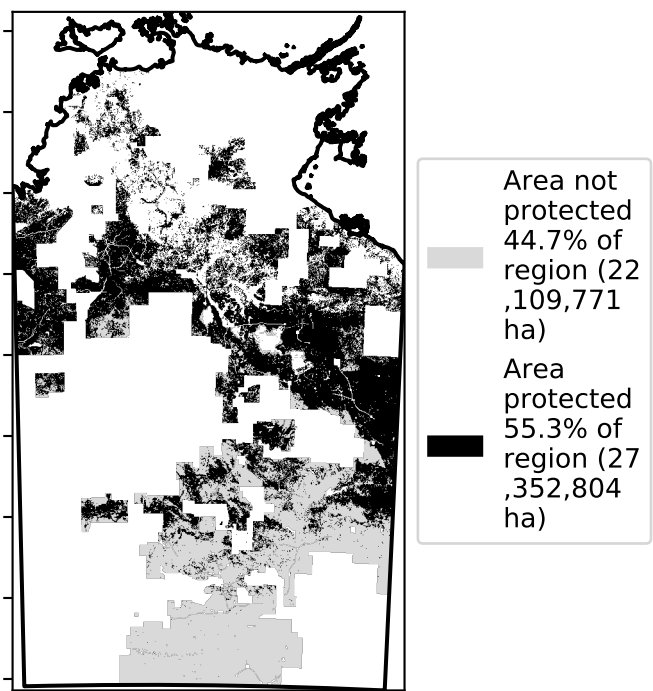 Area not
protected
44.7% of
region (22
,109,771
ha)
Area
protected
55.3% of
region (27
,352,804
ha)